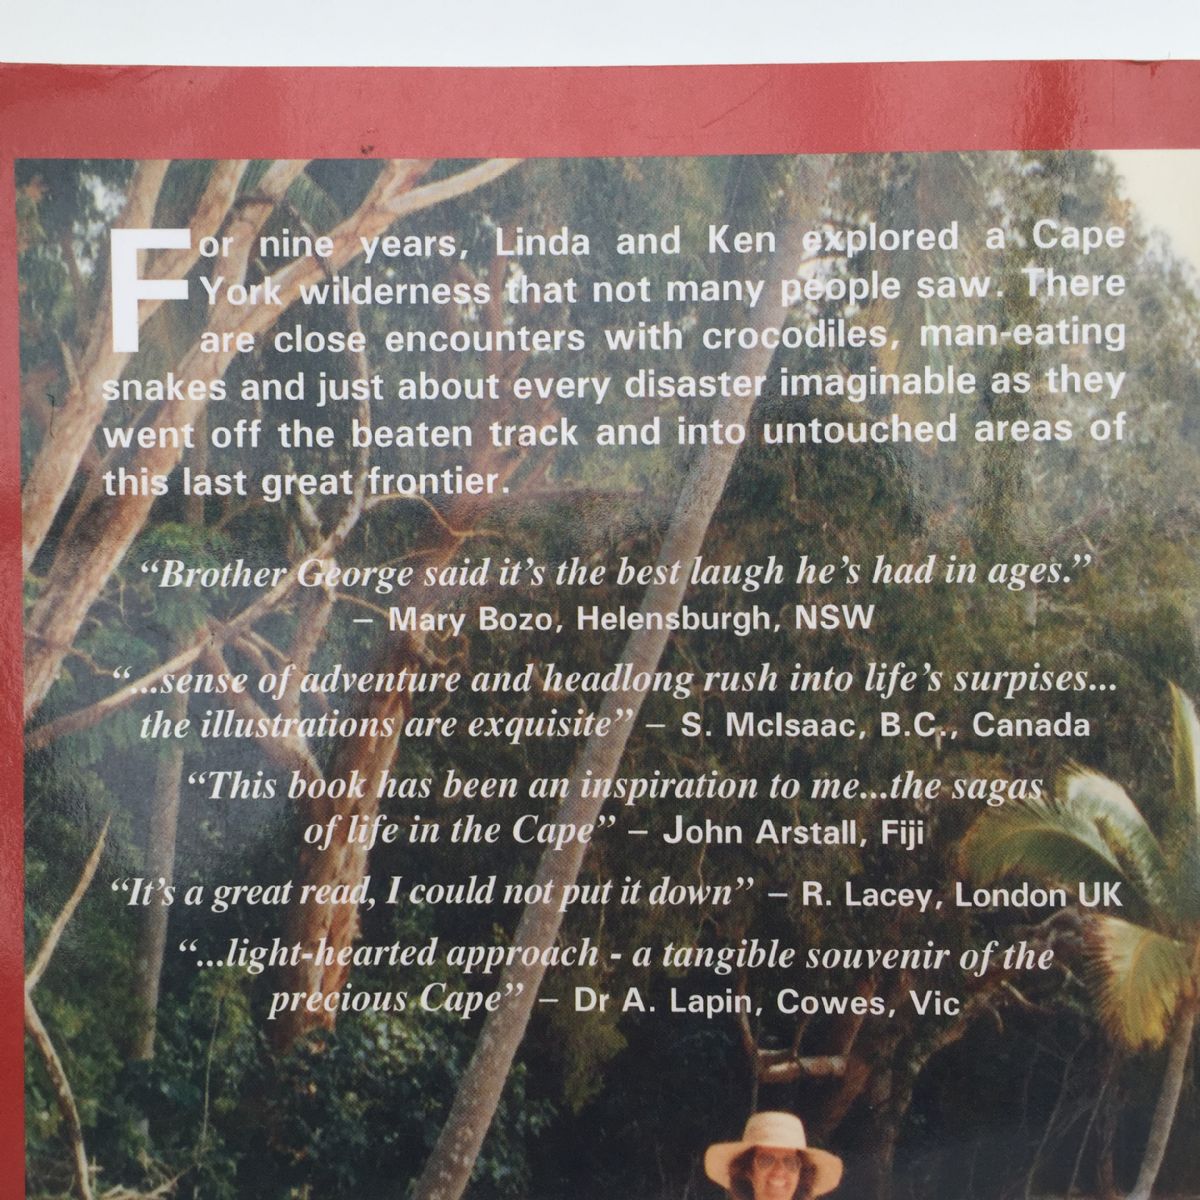 For nine years, Linda and Ken explored a Cape
York wilderness that not many people saw. There
are close encounters with crocodiles, man-eating
snakes and just about every disaster imaginable as they
went off the beaten track and into untouched areas of
this last great frontier.
“Brother George said it’s the best laugh he’s had in ages.”
– Mary Bozo, Helensburgh, NSW
“...sense of adventure and headlong rush into life’s surpises...
the illustrations are exquisite” – S. McIsaac, B.C., Canada
“This book has been an inspiration to me...the sagas
of life in the Cape” – John Arstall, Fiji
“It’s a great read, I could not put it down” – R. Lacey, London UK
“...light-hearted approach - a tangible souvenir of the
precious Cape” – Dr A. Lapin, Cowes, Vic